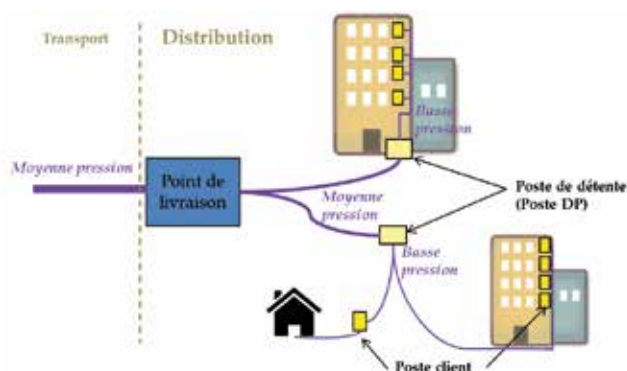 Transport
Distribution
Basse
pression
Moyenne pression
Point de
livraison
Moyenne
pression
Poste de détente
(Poste DP)
Basse
pression
Poste client